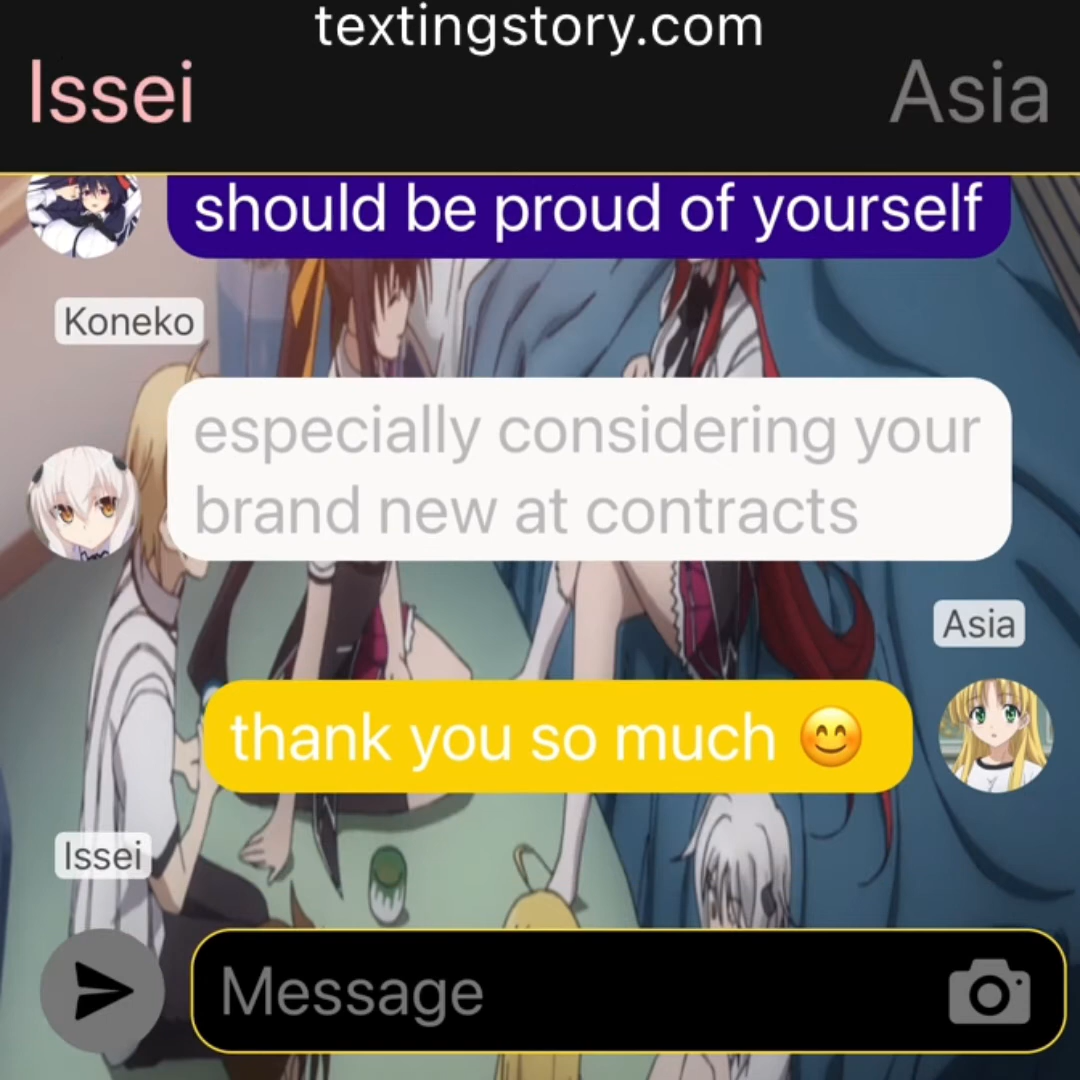 textingstory.com
Issei
Asia
should be proud of yourself
Koneko
especially considering your
brand new at contracts
Asia
thank you so much 😊
Issei
Message